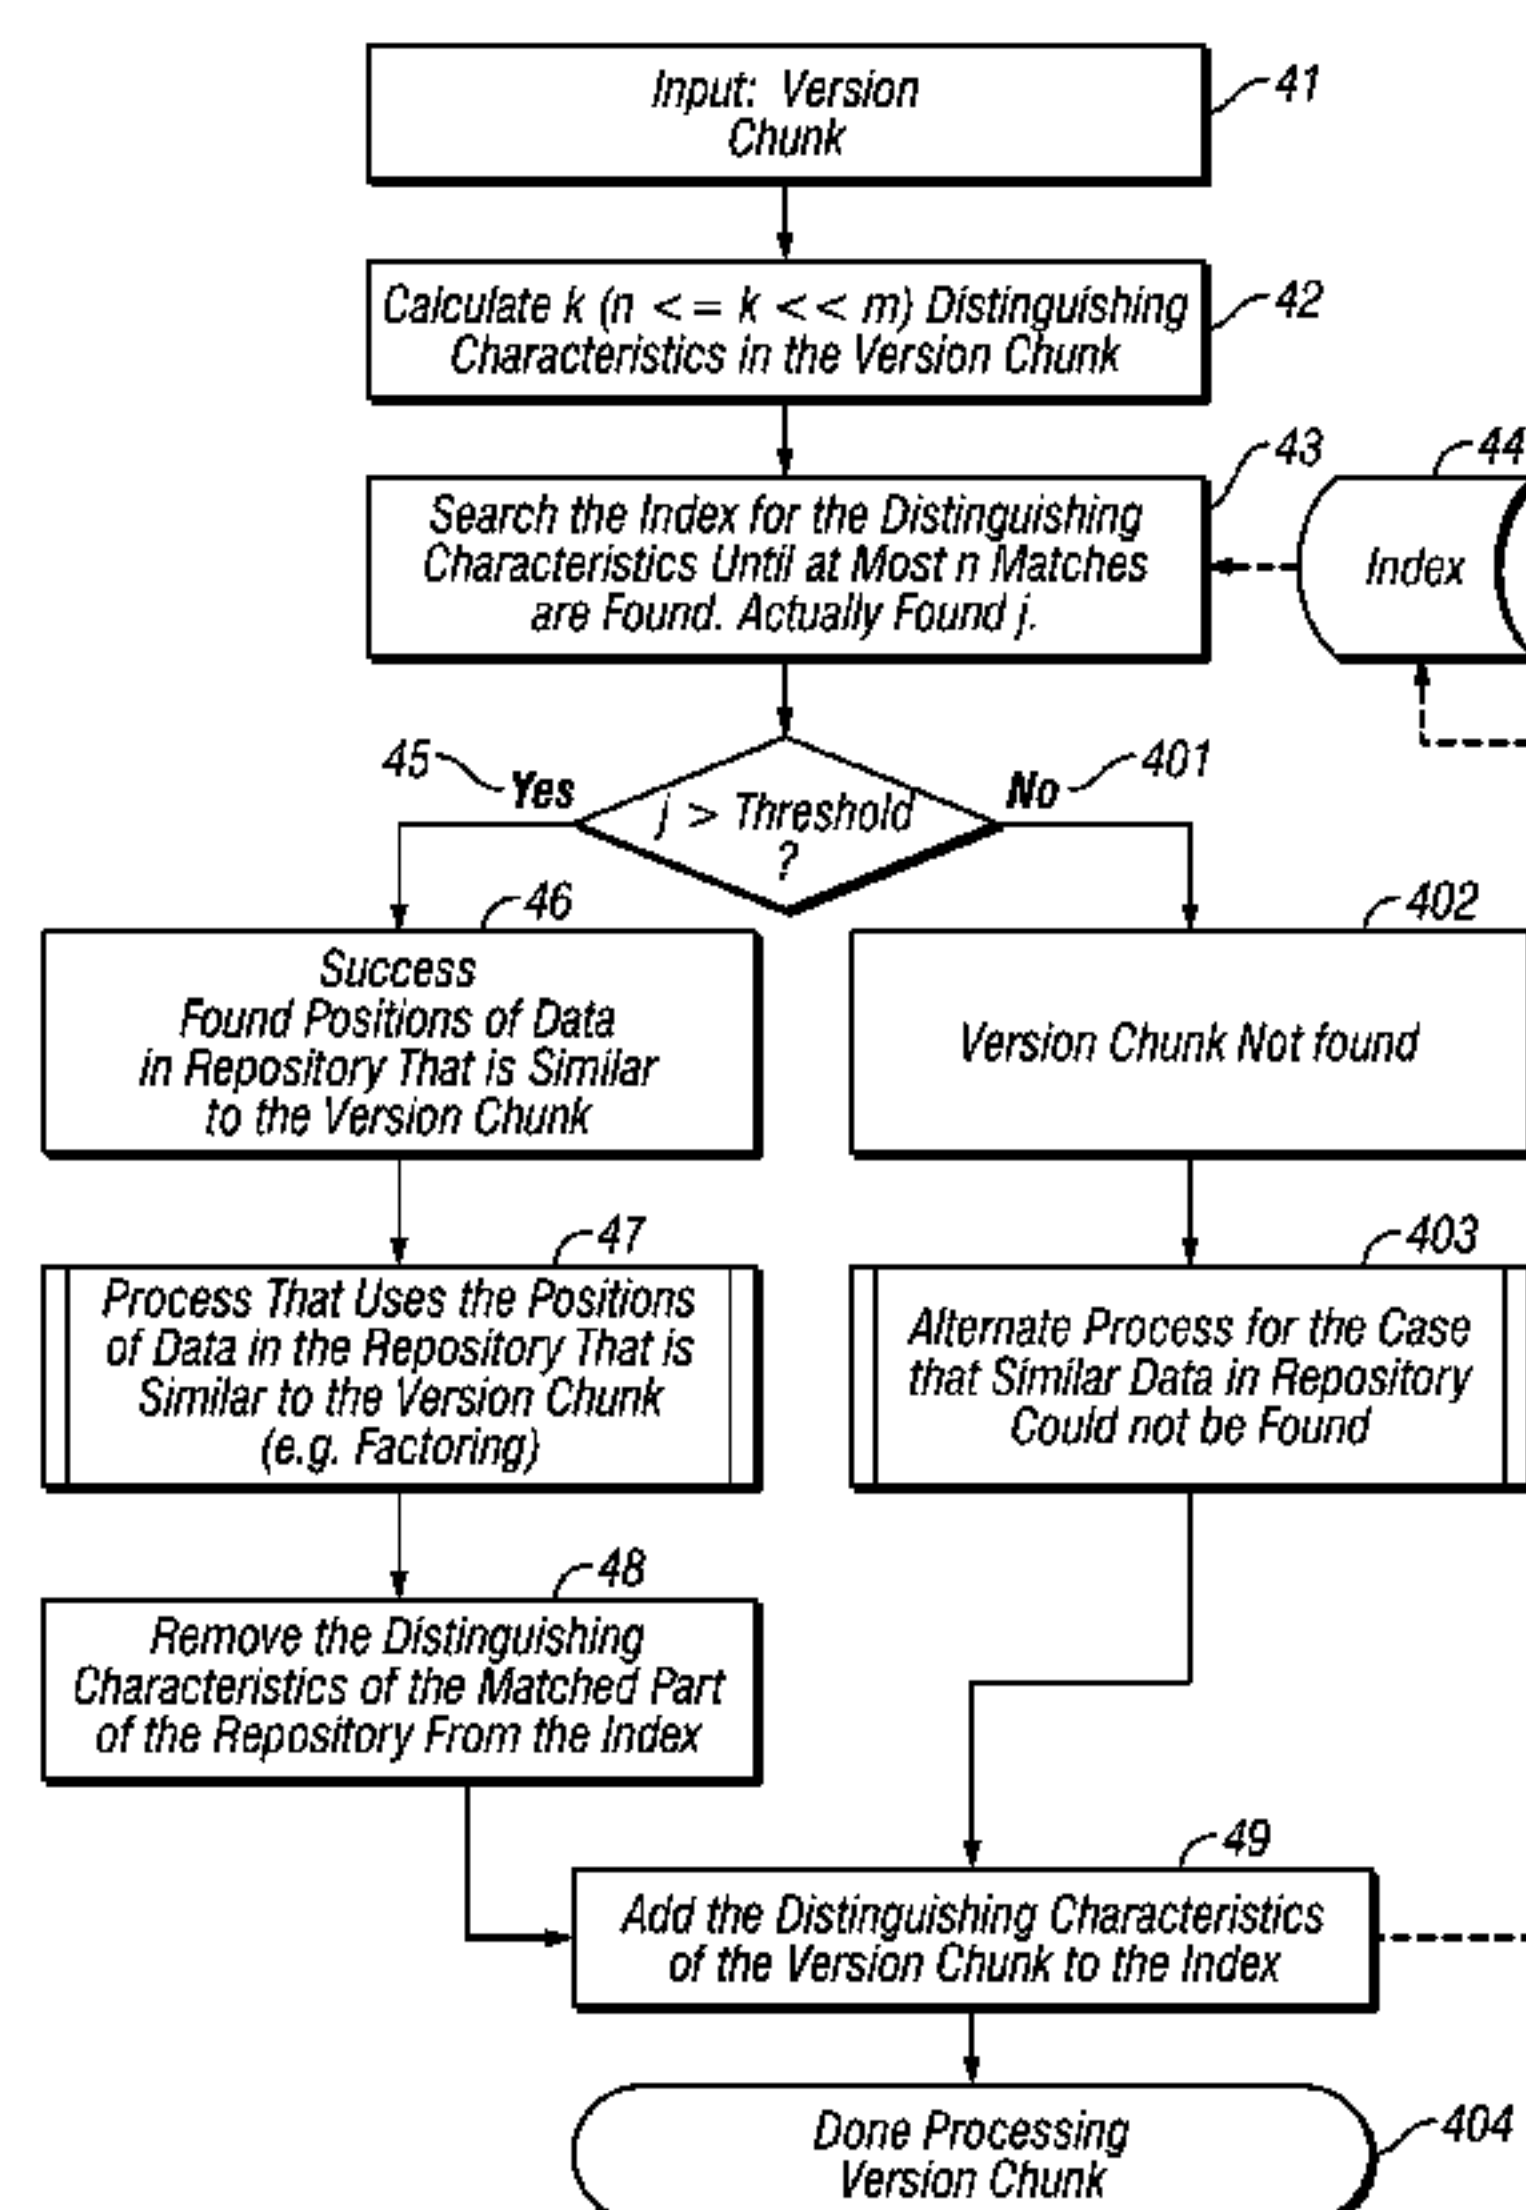 Input: Version
Chunk
41
Calculate k (n < = k < < m) Distinguishing
Characteristics in the Version Chunk
42
43
44
Search the Index for the Distinguishing
Characteristics Until at Most n Matches
are Found. Actually Found j.
Index
45
Yes
j > Threshold
?
No
401
46
402
Success
Found Positions of Data
in Repository That is Similar
to the Version Chunk
Version Chunk Not found
47
403
Process That Uses the Positions
of Data in the Repository That is
Similar to the Version Chunk
(e.g. Factoring)
Alternate Process for the Case
that Similar Data in Repository
Could not be Found
48
Remove the Distinguishing
Characteristics of the Matched Part
of the Repository From the Index
49
Add the Distinguishing Characteristics
of the Version Chunk to the Index
Done Processing
Version Chunk
404